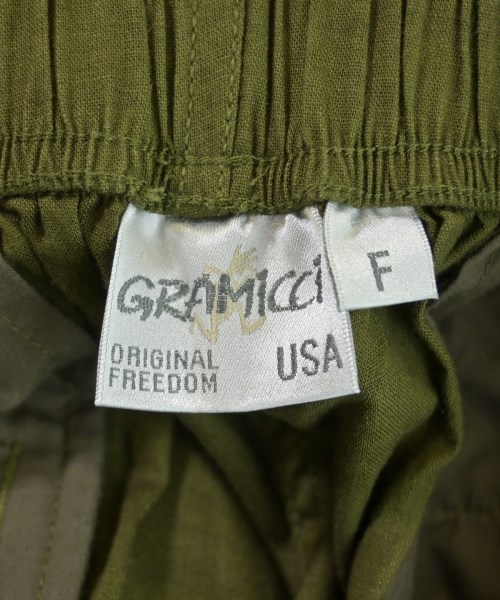 GRAMicci
F
ORIGINAL
FREEDOM
USA